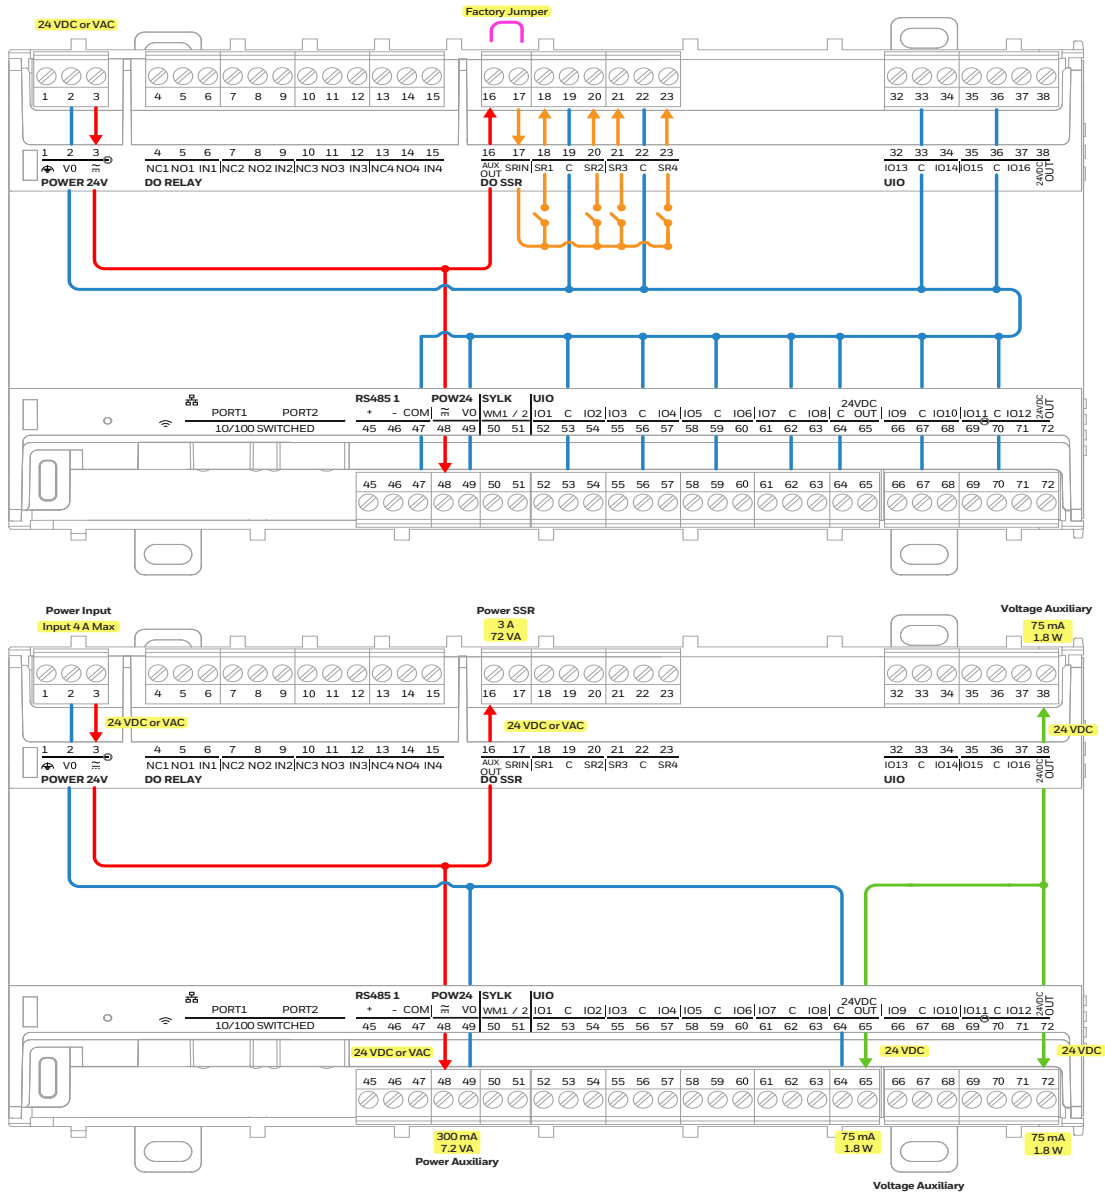 Factory Jumper
24 VDC or VAC
1 2 3 4 5 6 7 8 9 10 11 12 13 14 15 16 17 18 19 20 21 22 23 32 33 34 35 36 37 38
1 2 3 4 5 6 7 8 9 10 11 12 13 14 15 16 17 18 19 20 21 22 23 32 33 34 35 36 37 38
V0 NC1 NO1 IN1 NC2 NO2 IN2 NC3 NO3 IN3 NC4 NO4 IN4 AUX OUT SRIN SR1 C SR2 SR3 C SR4 IO13 C IO14 IO15 C IO16 24VDC OUT
POWER 24V DO RELAY DO SSR UIO
RS485 1 POW24 SYLK UIO
PORT1 PORT2 + - COM V0 WM1 / 2 IO1 C IO2 IO3 C IO4 IO5 C IO6 IO7 C IO8 C 24VDC OUT IO9 C IO10 IO11 C IO12 24VDC OUT
10/100 SWITCHED 45 46 47 48 49 50 51 52 53 54 55 56 57 58 59 60 61 62 63 64 65 66 67 68 69 70 71 72
45 46 47 48 49 50 51 52 53 54 55 56 57 58 59 60 61 62 63 64 65 66 67 68 69 70 71 72
Power Input Power SSR Voltage Auxiliary
Input 4 A Max 3 A 75 mA
72 VA 1.8 W
1 2 3 4 5 6 7 8 9 10 11 12 13 14 15 16 17 18 19 20 21 22 23 32 33 34 35 36 37 38
24 VDC or VAC 24 VDC or VAC 24 VDC
1 2 3 4 5 6 7 8 9 10 11 12 13 14 15 16 17 18 19 20 21 22 23 32 33 34 35 36 37 38
V0 NC1 NO1 IN1 NC2 NO2 IN2 NC3 NO3 IN3 NC4 NO4 IN4 AUX OUT SRIN SR1 C SR2 SR3 C SR4 IO13 C IO14 IO15 C IO16 24VDC OUT
POWER 24V DO RELAY DO SSR UIO
RS485 1 POW24 SYLK UIO
PORT1 PORT2 + - COM V0 WM1 / 2 IO1 C IO2 IO3 C IO4 IO5 C IO6 IO7 C IO8 C 24VDC OUT IO9 C IO10 IO11 C IO12 24VDC OUT
10/100 SWITCHED 45 46 47 48 49 50 51 52 53 54 55 56 57 58 59 60 61 62 63 64 65 66 67 68 69 70 71 72
24 VDC or VAC 24 VDC 24 VDC
45 46 47 48 49 50 51 52 53 54 55 56 57 58 59 60 61 62 63 64 65 66 67 68 69 70 71 72
300 mA 75 mA 75 mA
7.2 VA 1.8 W 1.8 W
Power Auxiliary
Voltage Auxiliary